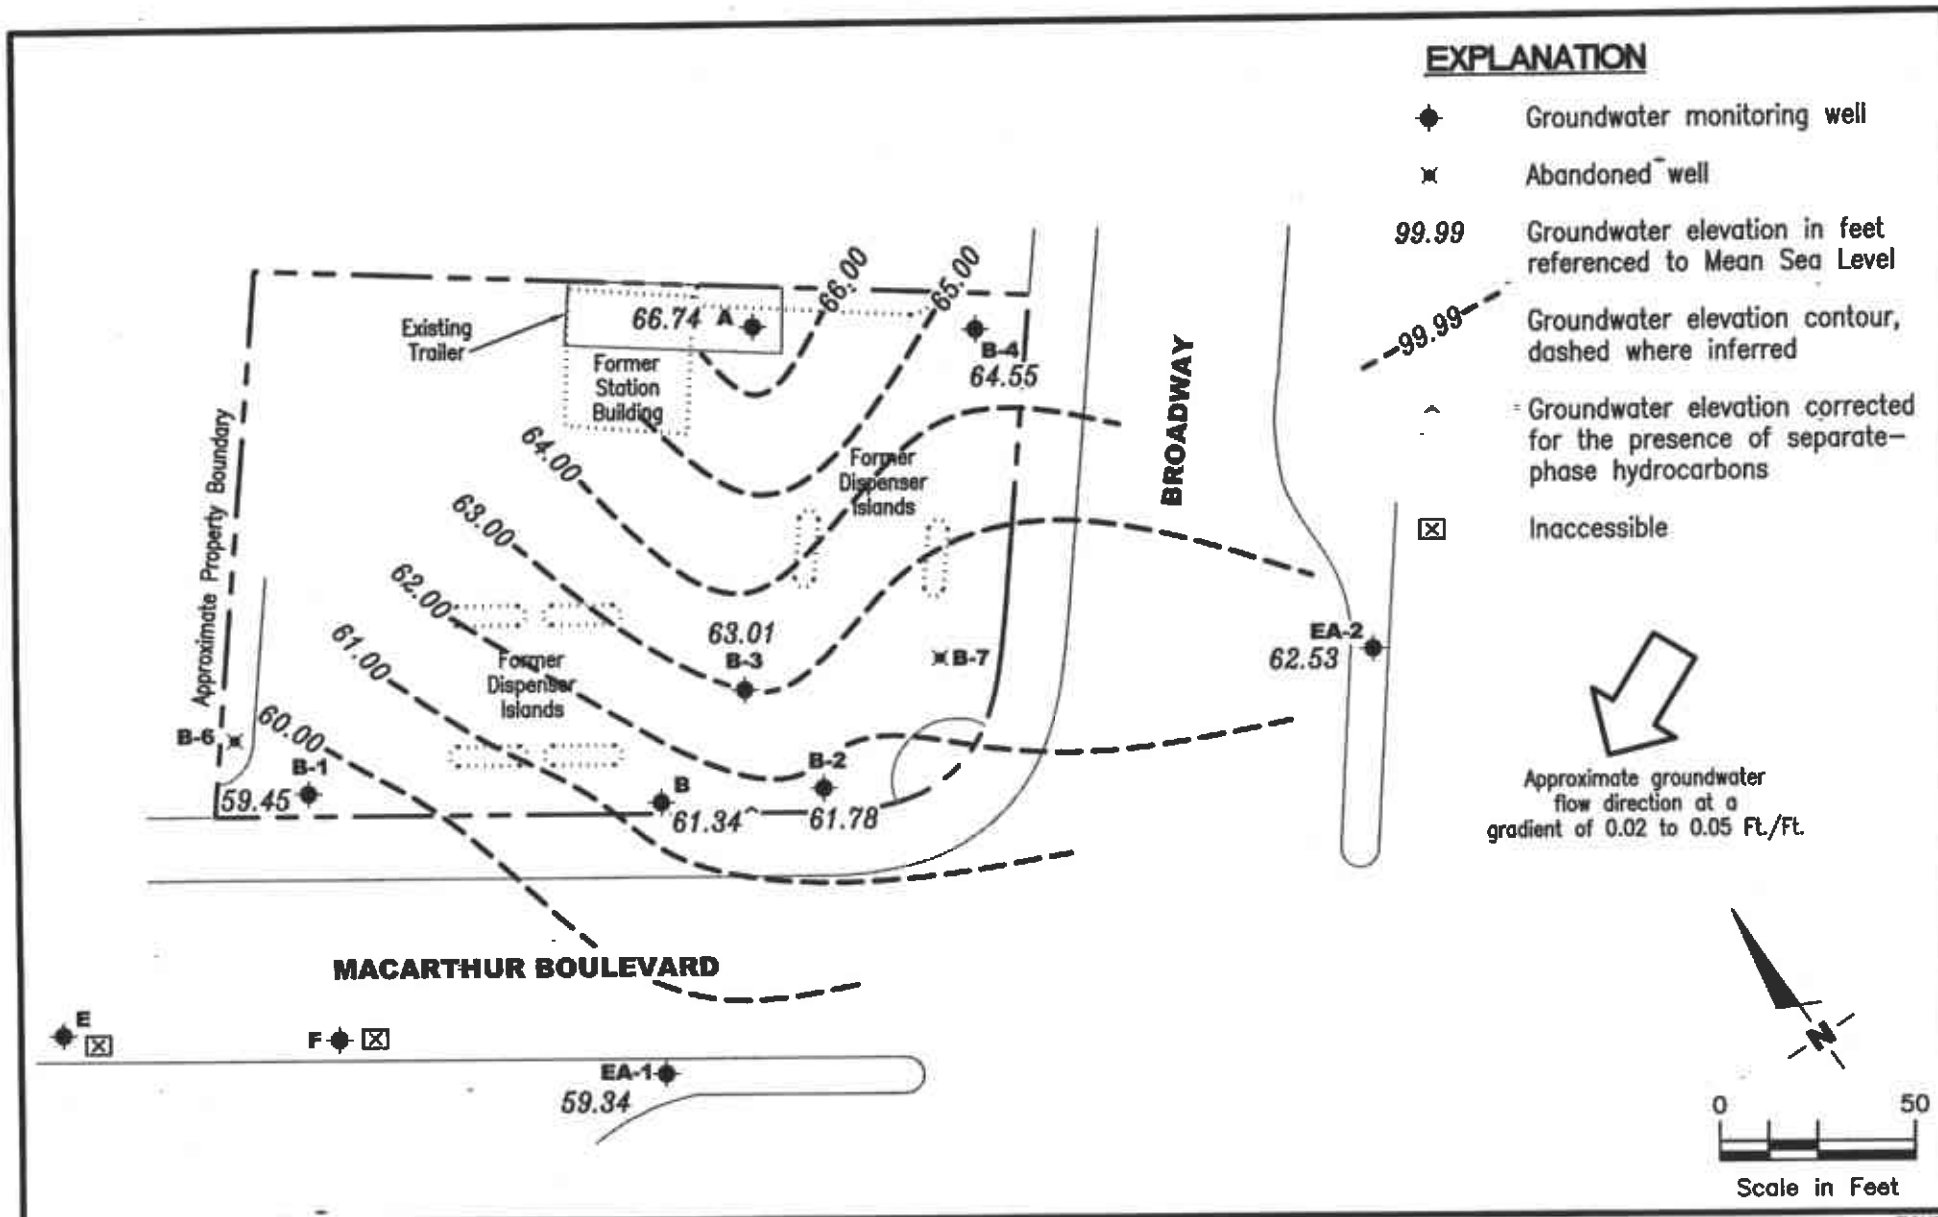 EXPLANATION
Groundwater monitoring well
Abandoned well
99.99
Groundwater elevation in feet
referenced to Mean Sea Level
99.99
Groundwater elevation contour,
dashed where inferred
^
Groundwater elevation corrected
for the presence of separate-
phase hydrocarbons
Inaccessible
66.00
65.00
Existing
Trailer
66.74
A
B-4
64.55
Former
Station
Building
BROADWAY
64.00
Former
Dispenser
Islands
Approximate Property Boundary
63.00
62.00
61.00
63.01
B-3
B-7
EA-2
62.53
Former
Dispenser
Islands
60.00
B-6
B-1
59.45
B
61.34^
B-2
61.78
Approximate groundwater
flow direction at a
gradient of 0.02 to 0.05 Ft./Ft.
MACARTHUR BOULEVARD
E
F
EA-1
59.34
N
0 50
Scale in Feet